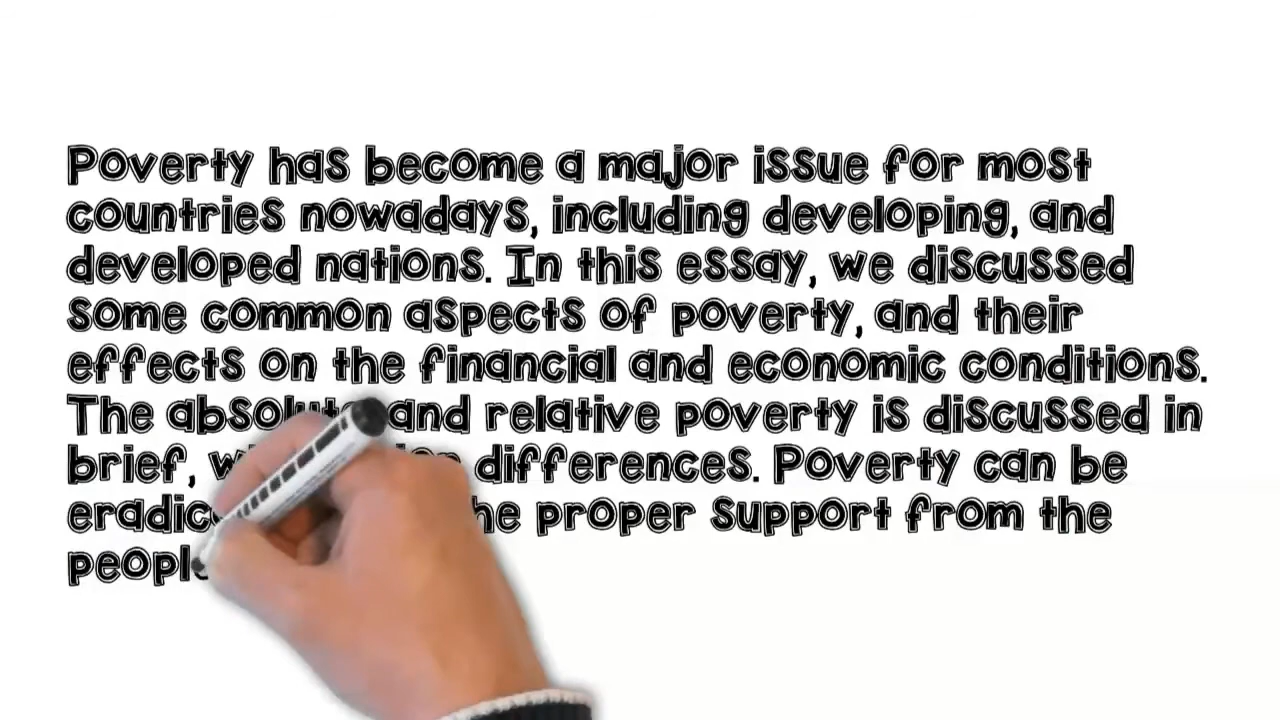 Poverty has become a major issue for most
countries nowadays, including developing, and
developed nations. In this essay, we discussed
some common aspects of poverty, and their
effects on the financial and economic conditions.
The absolute and relative poverty is discussed in
brief, differences. Poverty can be
the proper support from the
people